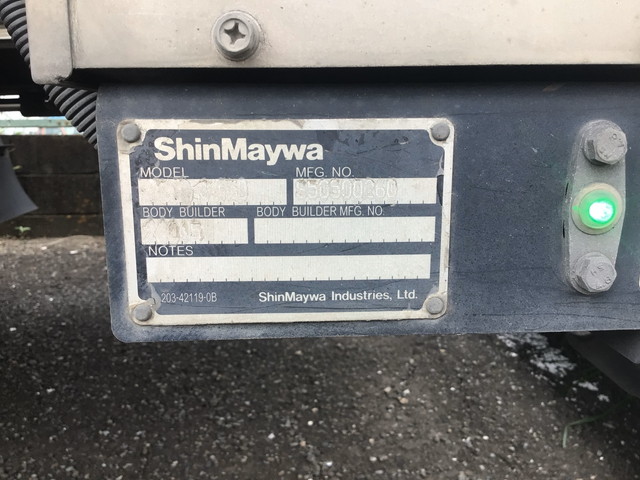 ShinMaywa
MODEL MFG. NO.
BODY BUILDER BODY BUILDER MFG. NO.
NOTES
203-42119-0B ShinMaywa Industries, Ltd.